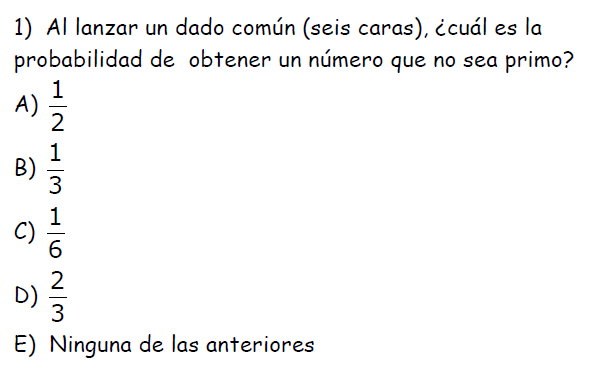 1) Al lanzar un dado común (seis caras), ¿cuál es la
probabilidad de obtener un número que no sea primo?
A) 1/2
B) 1/3
C) 1/6
D) 2/3
E) Ninguna de las anteriores